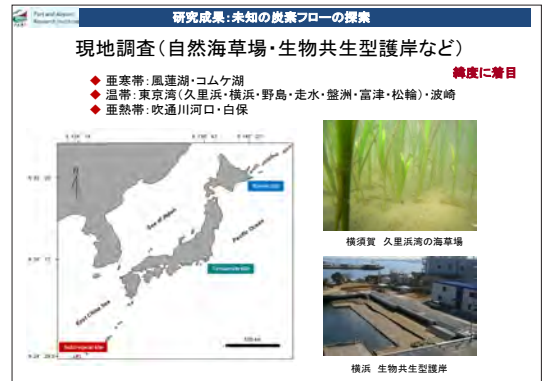 Port and Airport
Research Institute
研究成果:未知の炭素フローの探索
現地調査(自然海草場・生物共生型護岸など)
緯度に着目
◆ 亜寒帯:風蓮湖・コムケ湖
◆ 温帯:東京湾(久里浜・横浜・野島・走水・盤洲・富津・松輪)・波崎
◆ 亜熱帯:吹通川河口・白保
N
Sea of Japan
Pacific Ocean
East China Sea
横須賀 久里浜湾の海草場
横浜 生物共生型護岸